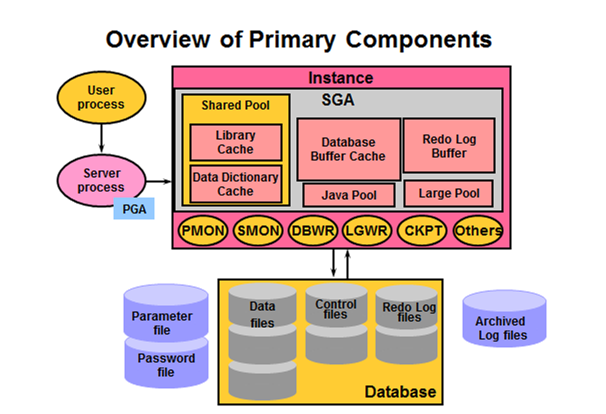 Overview of Primary Components
User
process
Server
process
PGA
Instance
SGA
Shared Pool
Library
Cache
Data Dictionary
Cache
Database
Buffer Cache
Redo Log
Buffer
Java Pool
Large Pool
PMON
SMON
DBWR
LGWR
CKPT
Others
Parameter
file
Password
file
Data
files
Control
files
Redo Log
files
Database
Archived
Log files